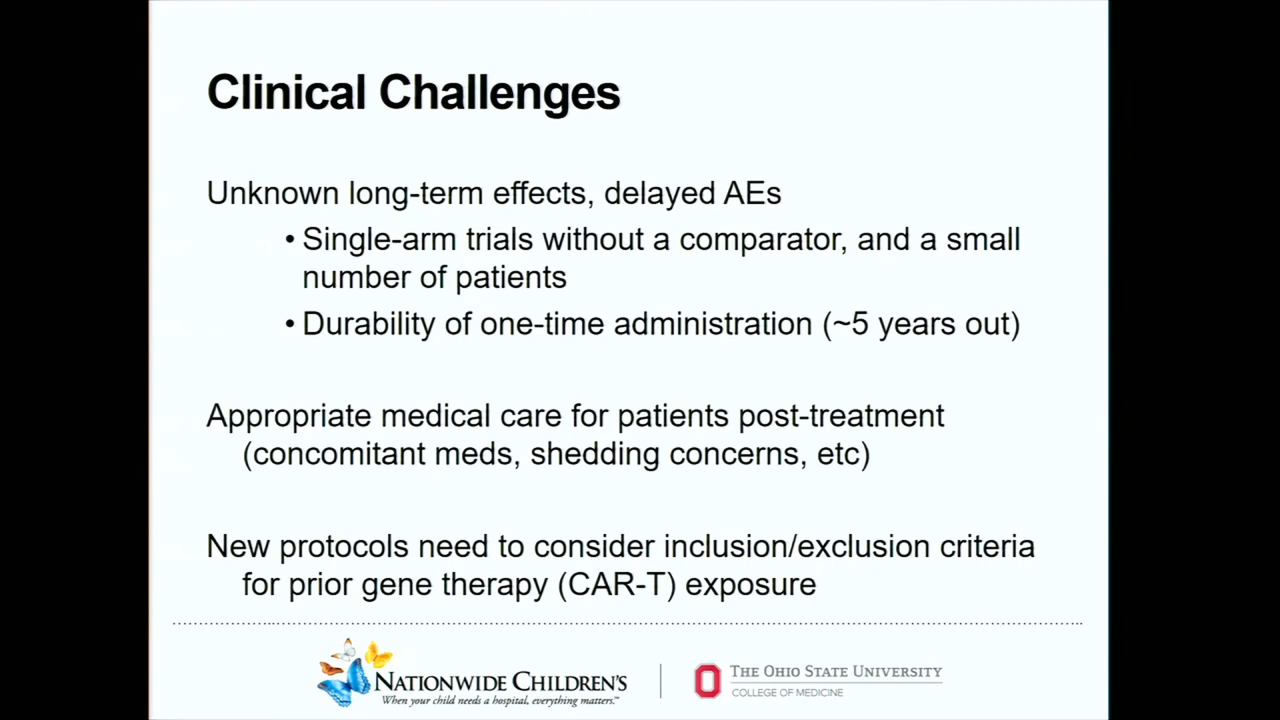 Clinical Challenges
Unknown long-term effects, delayed AEs
• Single-arm trials without a comparator, and a small
number of patients
• Durability of one-time administration (~5 years out)
Appropriate medical care for patients post-treatment
(concomitant meds, shedding concerns, etc)
New protocols need to consider inclusion/exclusion criteria
for prior gene therapy (CAR-T) exposure
NATIONWIDE CHILDREN'S
When your child needs a hospital, everything matters.™
THE OHIO STATE UNIVERSITY
COLLEGE OF MEDICINE